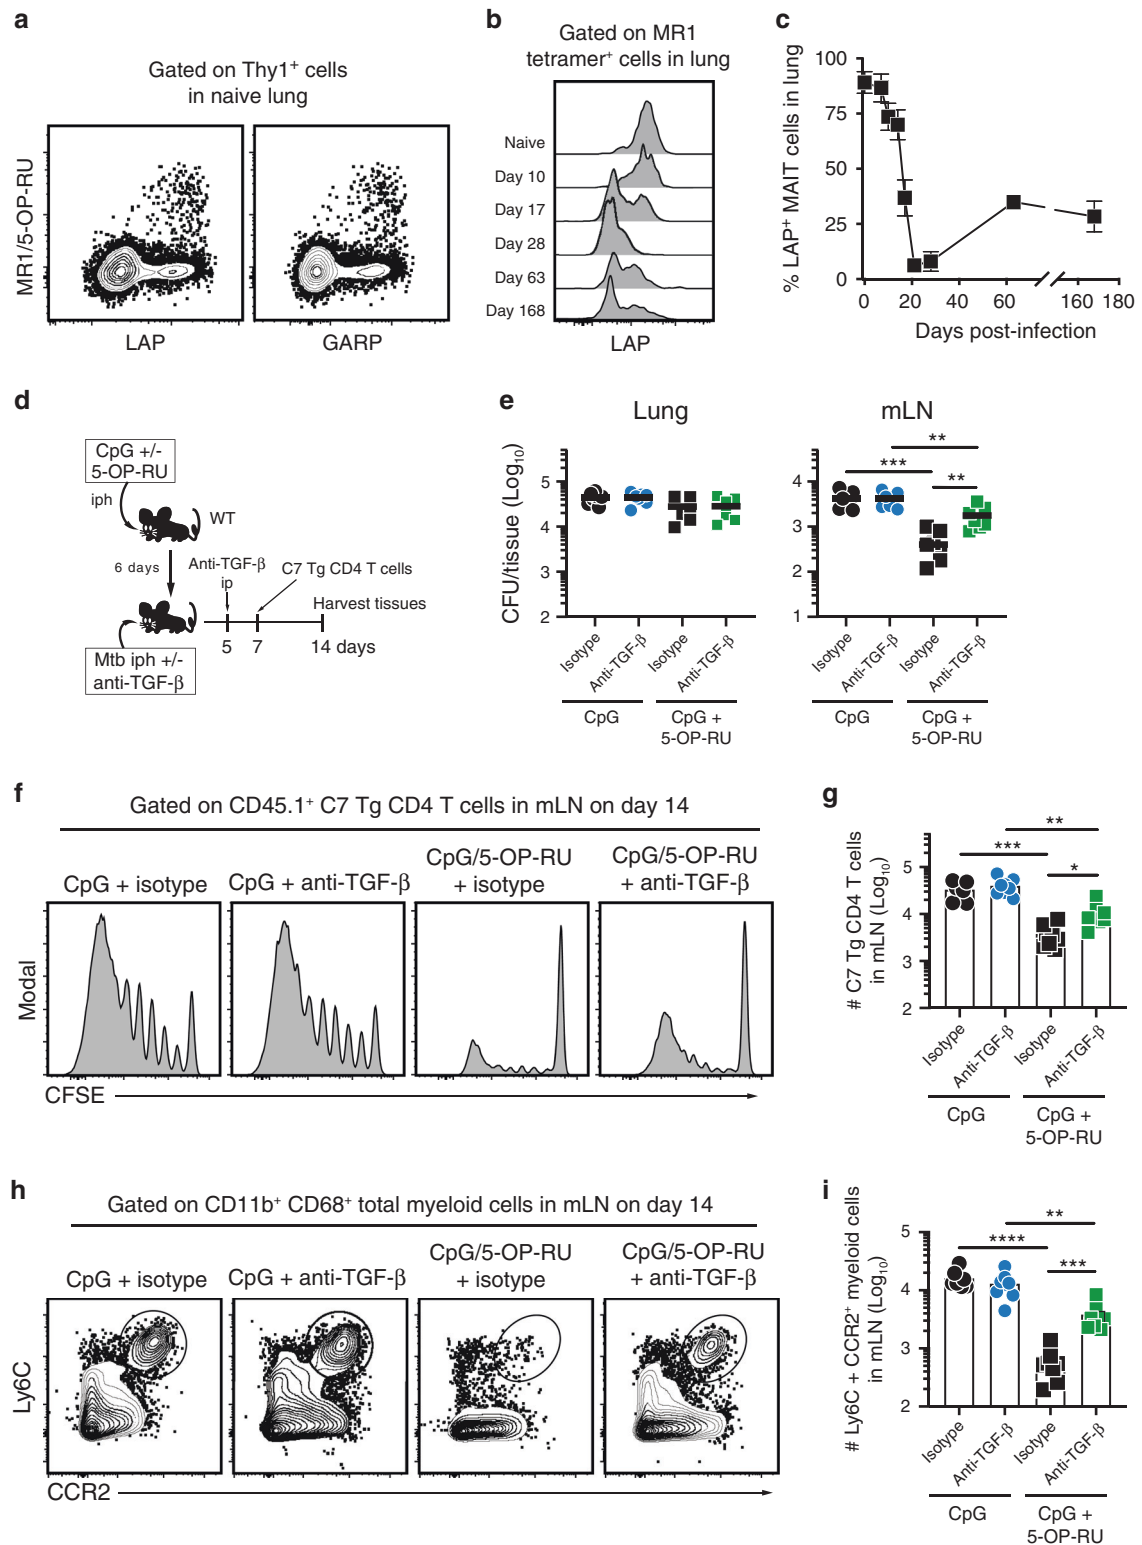 a
Gated on Thy1⁺ cells
in naive lung
MR1/5-OP-RU
LAP
GARP
b
Gated on MR1
tetramer⁺ cells in lung
Naive
Day 10
Day 17
Day 28
Day 63
Day 168
LAP
c
% LAP⁺ MAIT cells in lung
100
75
50
25
0
0 20 40 60 160 180
Days post-infection
d
CpG +/-
5-OP-RU
iph
WT
6 days
Anti-TGF-β
ip
C7 Tg CD4 T cells
Harvest tissues
5 7 14 days
Mtb iph +/-
anti-TGF-β
e
Lung
CFU/tissue (Log₁₀)
5
4
3
2
Isotype
Anti-TGF-β
Isotype
Anti-TGF-β
CpG
CpG +
5-OP-RU
mLN
**
***
**
4
3
2
1
Isotype
Anti-TGF-β
Isotype
Anti-TGF-β
CpG
CpG +
5-OP-RU
f
Gated on CD45.1⁺ C7 Tg CD4 T cells in mLN on day 14
CpG + isotype
CpG + anti-TGF-β
CpG/5-OP-RU
+ isotype
CpG/5-OP-RU
+ anti-TGF-β
Modal
CFSE
g
# C7 Tg CD4 T cells
in mLN (Log₁₀)
**
***
*
5
4
3
2
Isotype
Anti-TGF-β
Isotype
Anti-TGF-β
CpG
CpG +
5-OP-RU
h
Gated on CD11b⁺ CD68⁺ total myeloid cells in mLN on day 14
CpG + isotype
CpG + anti-TGF-β
CpG/5-OP-RU
+ isotype
CpG/5-OP-RU
+ anti-TGF-β
Ly6C
CCR2
i
# Ly6C + CCR2⁺ myeloid cells
in mLN (Log₁₀)
**
****
***
5
4
3
2
Isotype
Anti-TGF-β
Isotype
Anti-TGF-β
CpG
CpG +
5-OP-RU